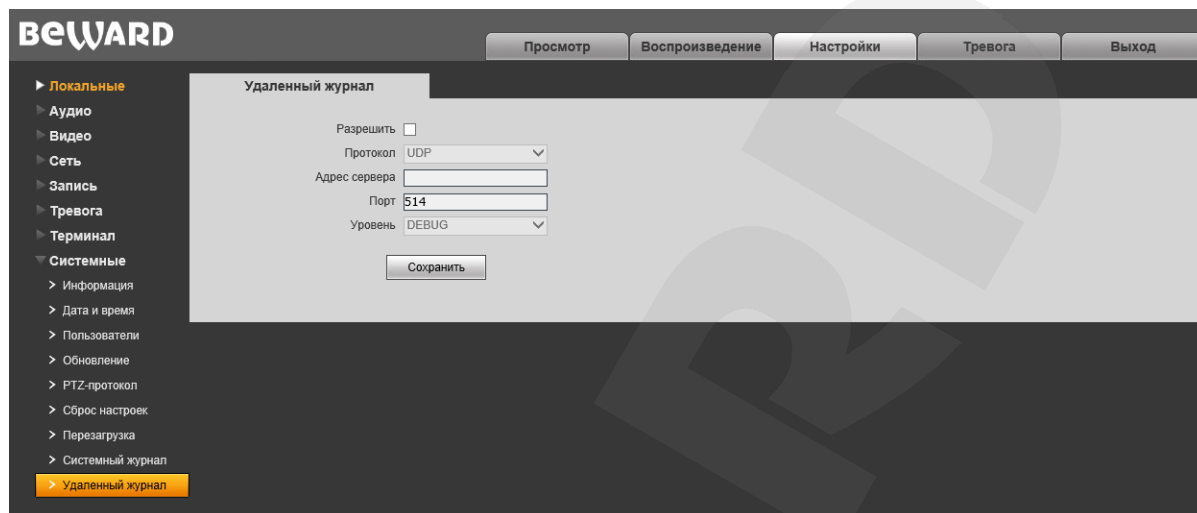 BEWARD
Просмотр Воспроизведение Настройки Тревога Выход
Локальные
Аудио
Видео
Сеть
Запись
Тревога
Терминал
Системные
Информация
Дата и время
Пользователи
Обновление
PTZ-протокол
Сброс настроек
Перезагрузка
Системный журнал
Удаленный журнал
Удаленный журнал
Разрешить
Протокол UDP
Адрес сервера
Порт 514
Уровень DEBUG
Сохранить